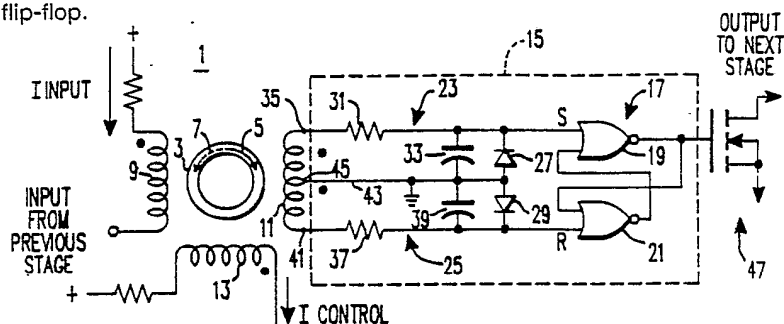 flip-flop.
+
1
I INPUT
3
7
5
9
INPUT
FROM
PREVIOUS
STAGE
+
13
I CONTROL
11
35
31
23
15
45
43
33
27
39
29
41
37
25
S
R
17
19
21
OUTPUT
TO NEXT
STAGE
47